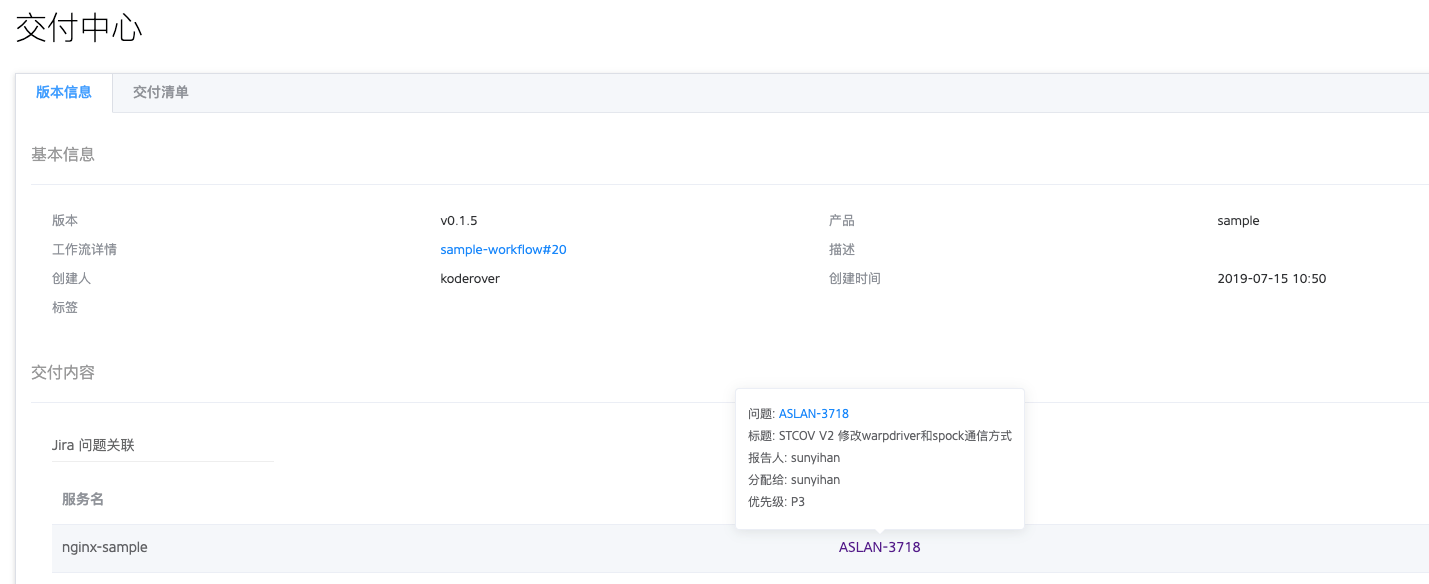 交付中心
版本信息 交付清单
基本信息
版本 v0.1.5 产品 sample
工作流详情 sample-workflow#20 描述
创建人 koderover 创建时间 2019-07-15 10:50
标签
交付内容
问题: ASLAN-3718
标题: STCOV V2 修改warpdriver和spock通信方式
报告人: sunyihan
分配给: sunyihan
优先级: P3
Jira 问题关联
服务名
nginx-sample ASLAN-3718